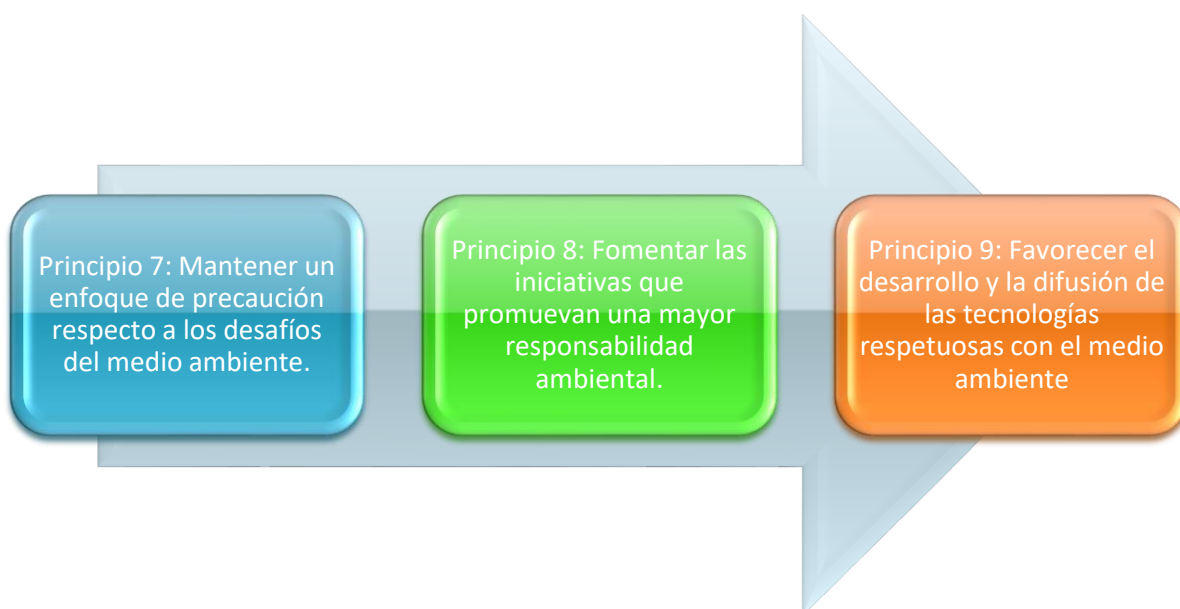 Principio 7: Mantener un
enfoque de precaución
respecto a los desafíos
del medio ambiente.
Principio 8: Fomentar las
iniciativas que
promuevan una mayor
responsabilidad
ambiental.
Principio 9: Favorecer el
desarrollo y la difusión de
las tecnologías
respetuosas con el medio
ambiente